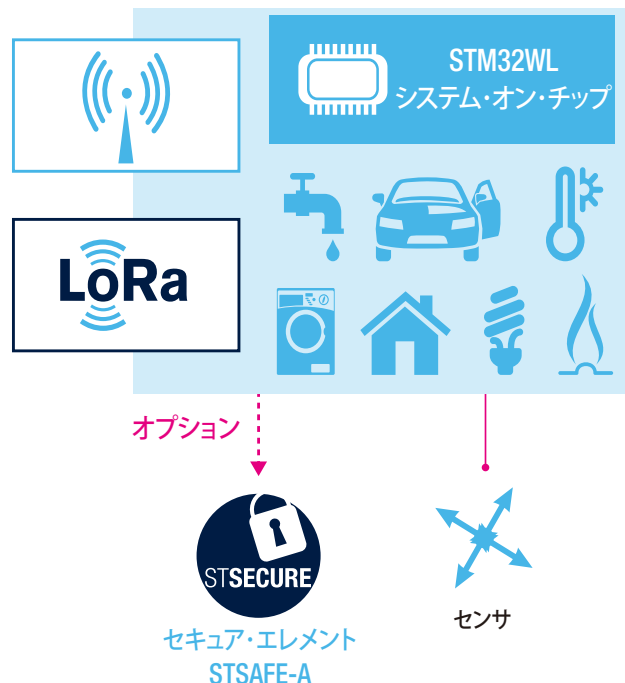 STM32WL
システム・オン・チップ
LoRa
オプション
STSECURE
センサ
セキュア・エレメント
STSAFE-A